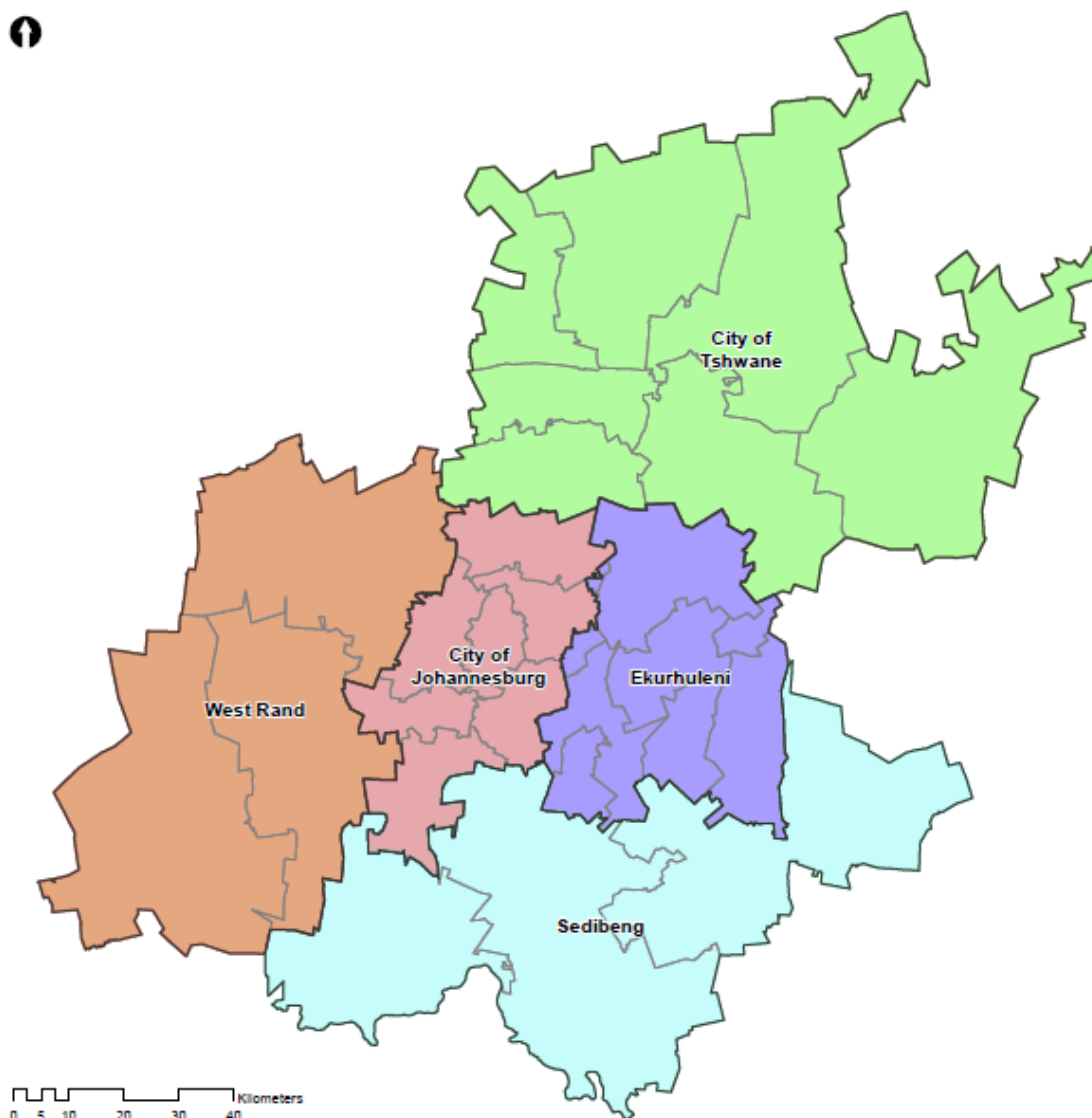 City of
Tshwane
City of
Johannesburg
Ekurhuleni
West Rand
Sedibeng
Kilometers
0 5 10 20 30 40